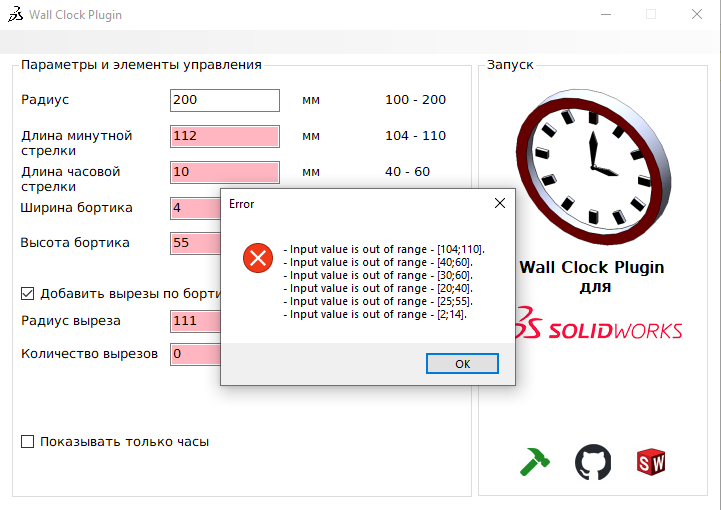 Wall Clock Plugin
Параметры и элементы управления
Запуск
Радиус
200
мм
100 - 200
Длина минутной
стрелки
112
мм
104 - 110
Длина часовой
стрелки
10
мм
40 - 60
Ширина бортика
4
Высота бортика
55
Добавить вырезы по борти
Радиус выреза
111
Количество вырезов
0
Показывать только часы
Error
- Input value is out of range - [104;110].
- Input value is out of range - [40;60].
- Input value is out of range - [30;60].
- Input value is out of range - [20;40].
- Input value is out of range - [25;55].
- Input value is out of range - [2;14].
OK
Wall Clock Plugin
для
SOLIDWORKS
SW